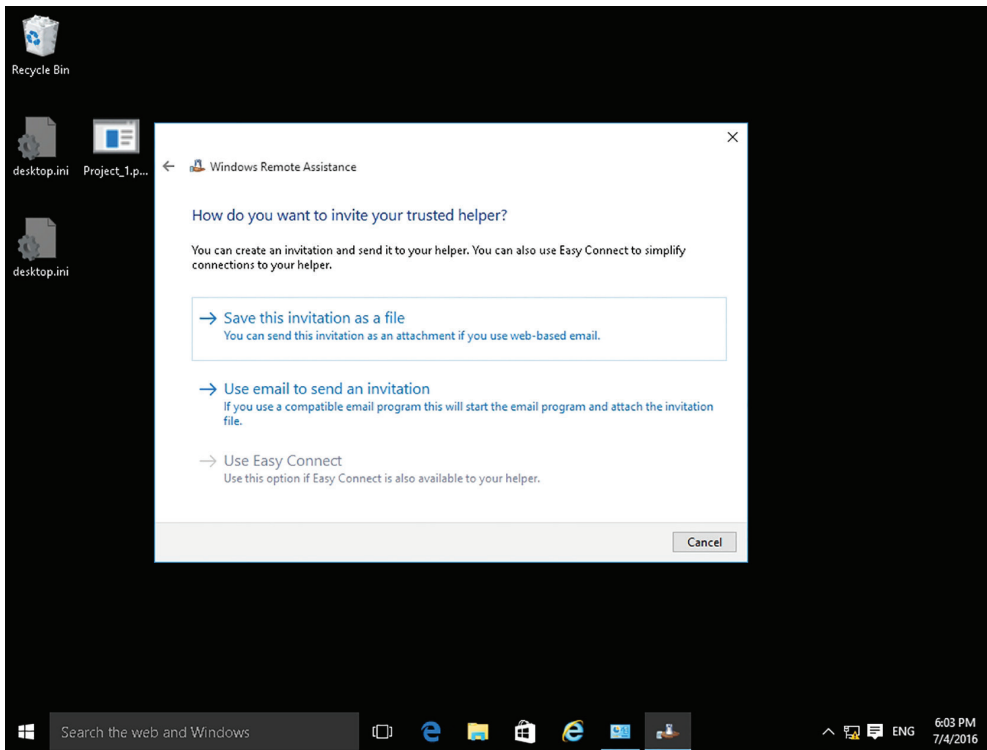 Recycle Bin
desktop.ini
Project_1.p...
desktop.ini
Windows Remote Assistance
How do you want to invite your trusted helper?
You can create an invitation and send it to your helper. You can also use Easy Connect to simplify
connections to your helper.
Save this invitation as a file
You can send this invitation as an attachment if you use web-based email.
Use email to send an invitation
If you use a compatible email program this will start the email program and attach the invitation
file.
Use Easy Connect
Use this option if Easy Connect is also available to your helper.
Cancel
Search the web and Windows
ENG
6:03 PM
7/4/2016